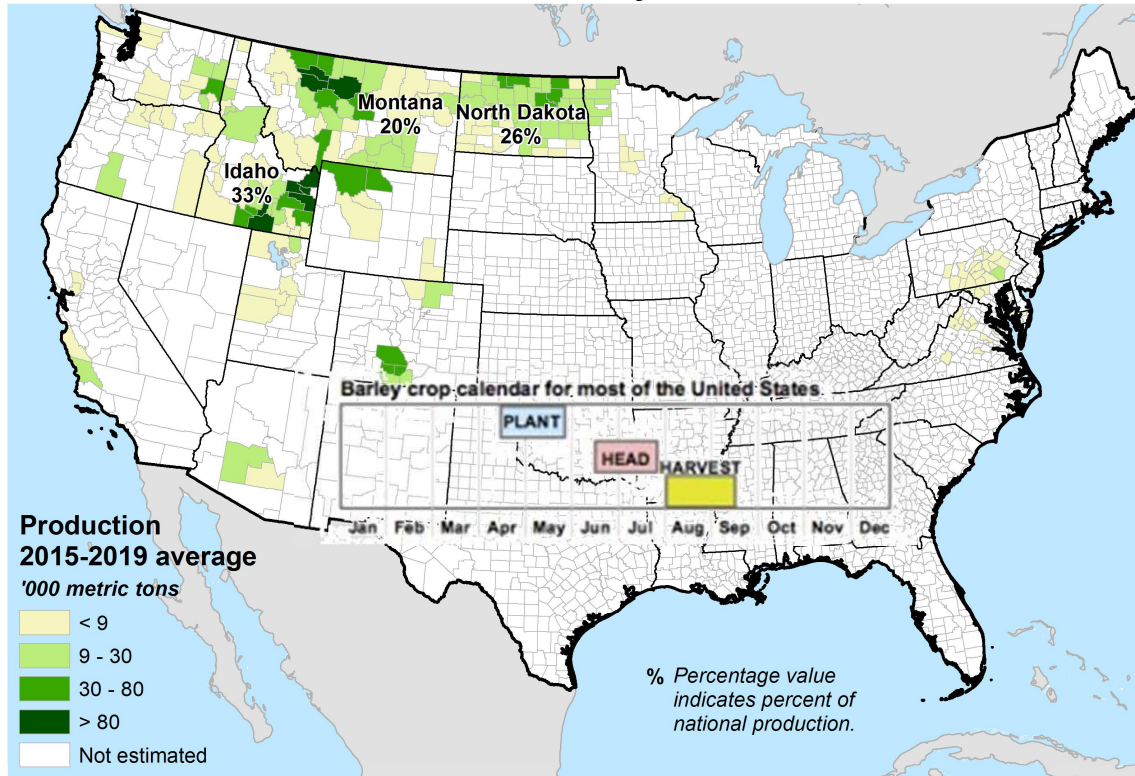 Montana
20%
North Dakota
26%
Idaho
33%
Barley crop calendar for most of the United States
PLANT
HEAD
HARVEST
Jan Feb Mar Apr May Jun Jul Aug Sep Oct Nov Dec
Production
2015-2019 average
'000 metric tons
< 9
9 - 30
30 - 80
> 80
Not estimated
% Percentage value
indicates percent of
national production.